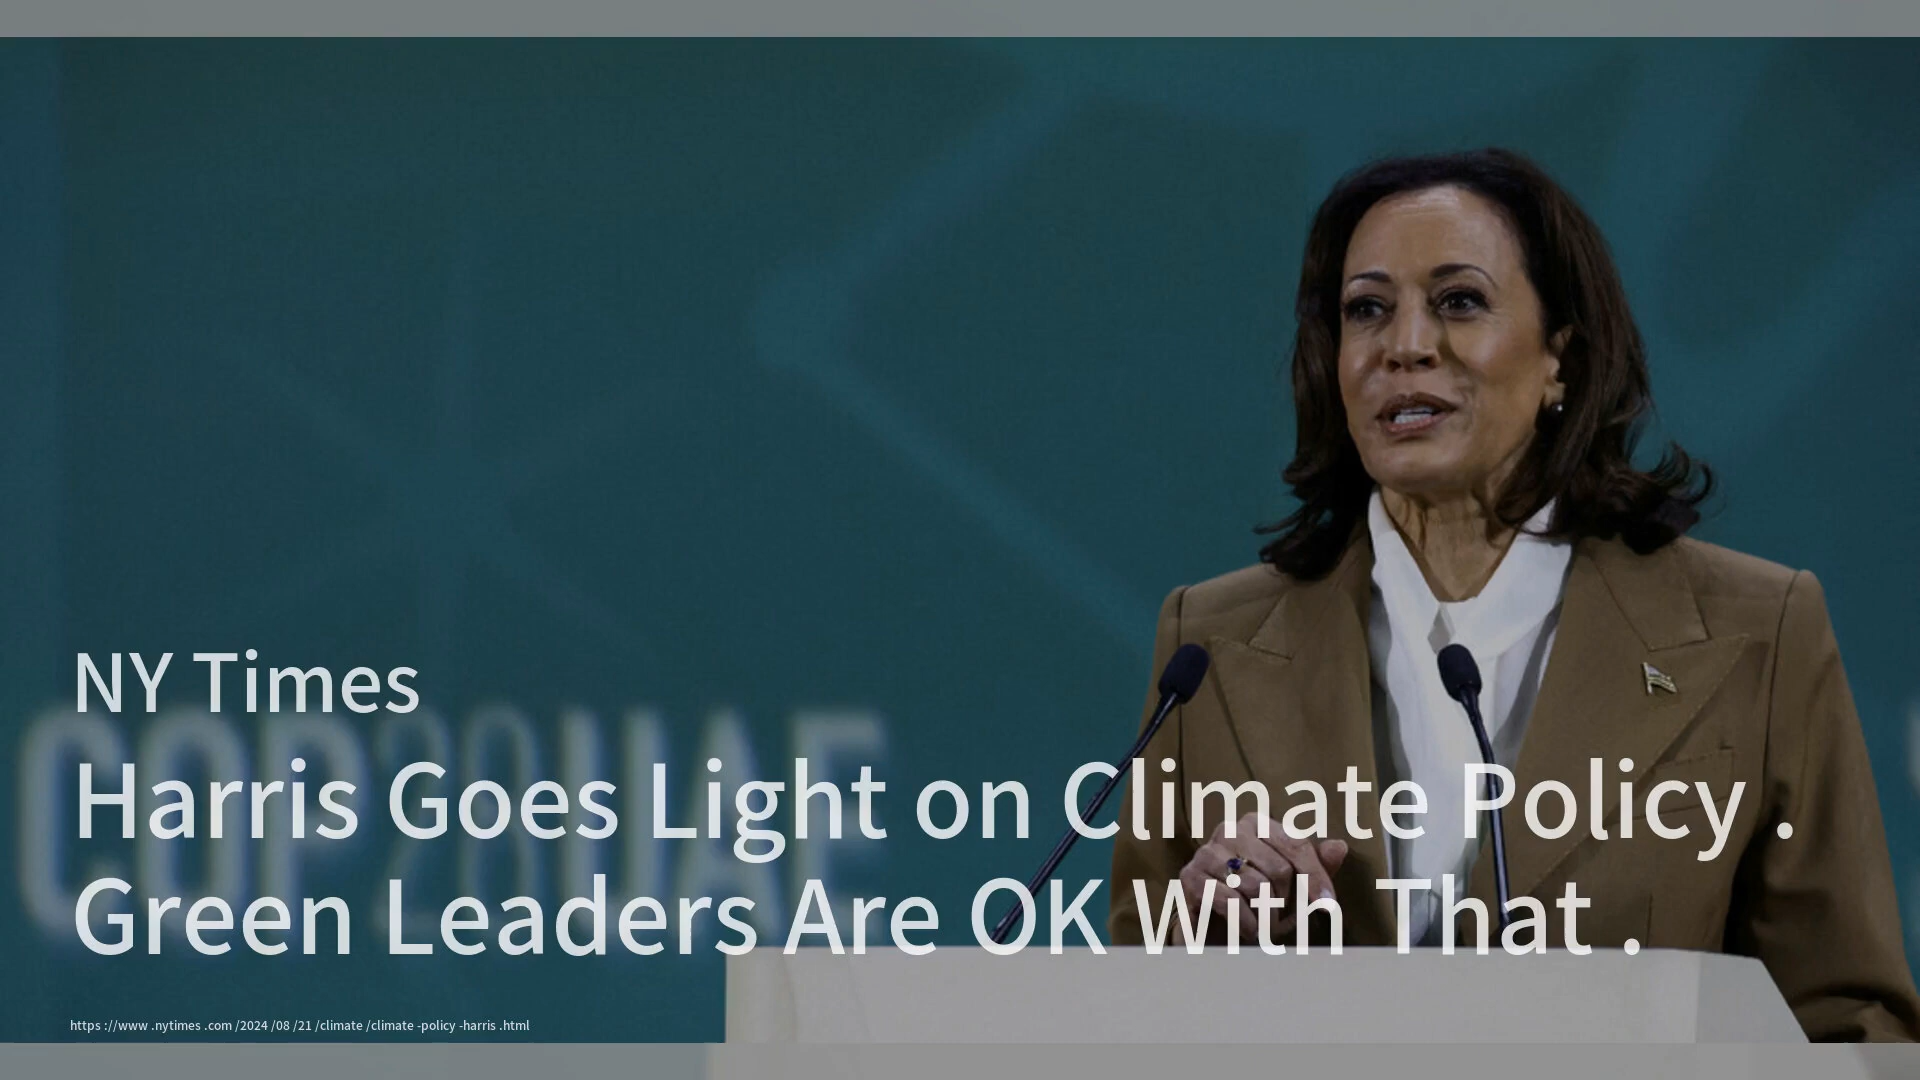 NY Times
COP28UAE
Harris Goes Light on Climate Policy .
Green Leaders Are OK With That .
https ://www .nytimes .com /2024 /08 /21 /climate /climate -policy -harris .html